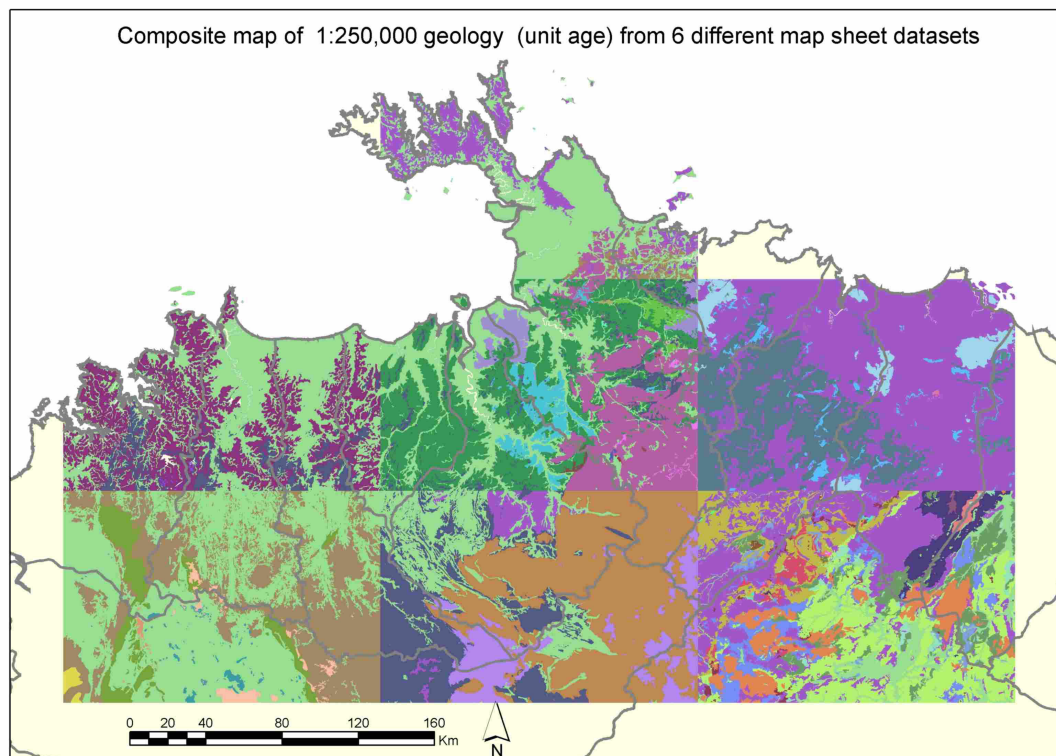 Composite map of 1:250,000 geology (unit age) from 6 different map sheet datasets
0 20 40 80 120 160
Km
N